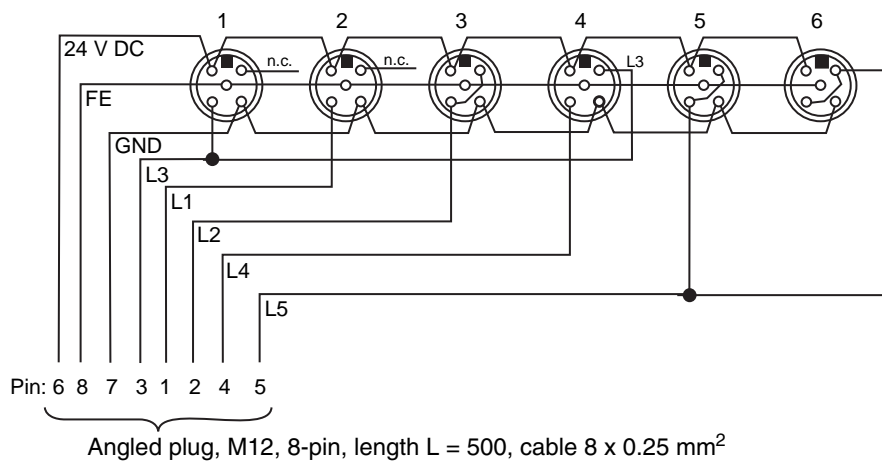 1 2 3 4 5 6
24 V DC
n.c.
n.c.
L3
FE
GND
L3
L1
L2
L4
L5
Pin: 6 8 7 3 1 2 4 5
Angled plug, M12, 8-pin, length L = 500, cable 8 x 0.25 mm²